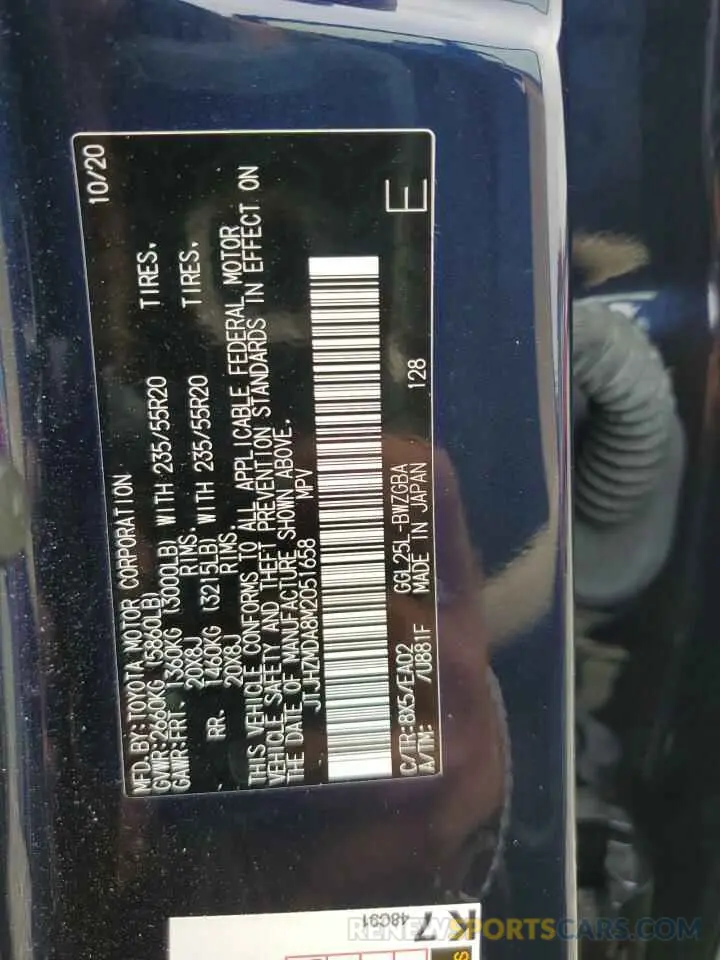 10/20
MFD. BY: TOYOTA MOTOR CORPORATION
GVWR: 2660KG (5860LB)
GAWR: FRT. 1360KG (3000LB) WITH 235/55R20 TIRES,
20X8J RIMS.
RR. 1460KG (3215LB) WITH 235/55R20 TIRES,
20X8J RIMS.
THIS VEHICLE CONFORMS TO ALL APPLICABLE FEDERAL MOTOR
VEHICLE SAFETY AND THEFT PREVENTION STANDARDS IN EFFECT ON
THE DATE OF MANUFACTURE SHOWN ABOVE.
JTJHZMDA8M2051658 MPV
C/TR: 8X5/EA02 GGL25L-BWZGBA 128
A/TM: /U881F MADE IN JAPAN
E
K7
48C91
S
RENEWSPORTSCARS.COM